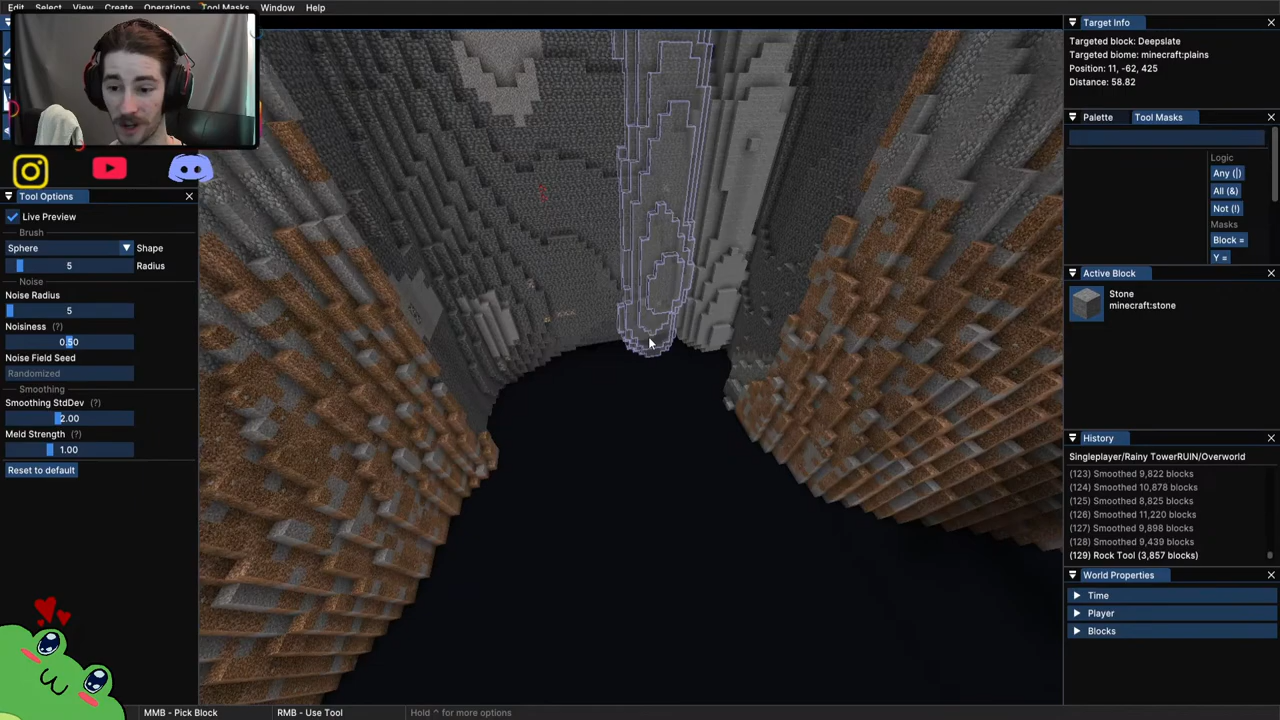 Edit Select View Create Operations Tool Masks Window Help
Tool Options
Live Preview
Brush
Sphere Shape
5 Radius
Noise
Noise Radius
5
Noisiness (?)
0.50
Noise Field Seed
Randomized
Smoothing
Smoothing StdDev (?)
2.00
Meld Strength (?)
1.00
Reset to default
Target Info
Targeted block: Deepslate
Targeted biome: minecraft:plains
Position: 11, -62, 425
Distance: 58.82
Palette Tool Masks
Logic
Any (|)
All (&)
Not (!)
Masks
Block =
Y =
Active Block
Stone
minecraft:stone
History
Singleplayer/Rainy TowerRUIN/Overworld
(123) Smoothed 9,822 blocks
(124) Smoothed 10,878 blocks
(125) Smoothed 8,825 blocks
(126) Smoothed 11,220 blocks
(127) Smoothed 9,898 blocks
(128) Smoothed 9,439 blocks
(129) Rock Tool (3,857 blocks)
World Properties
Time
Player
Blocks
MMB - Pick Block RMB - Use Tool Hold ^ for more options